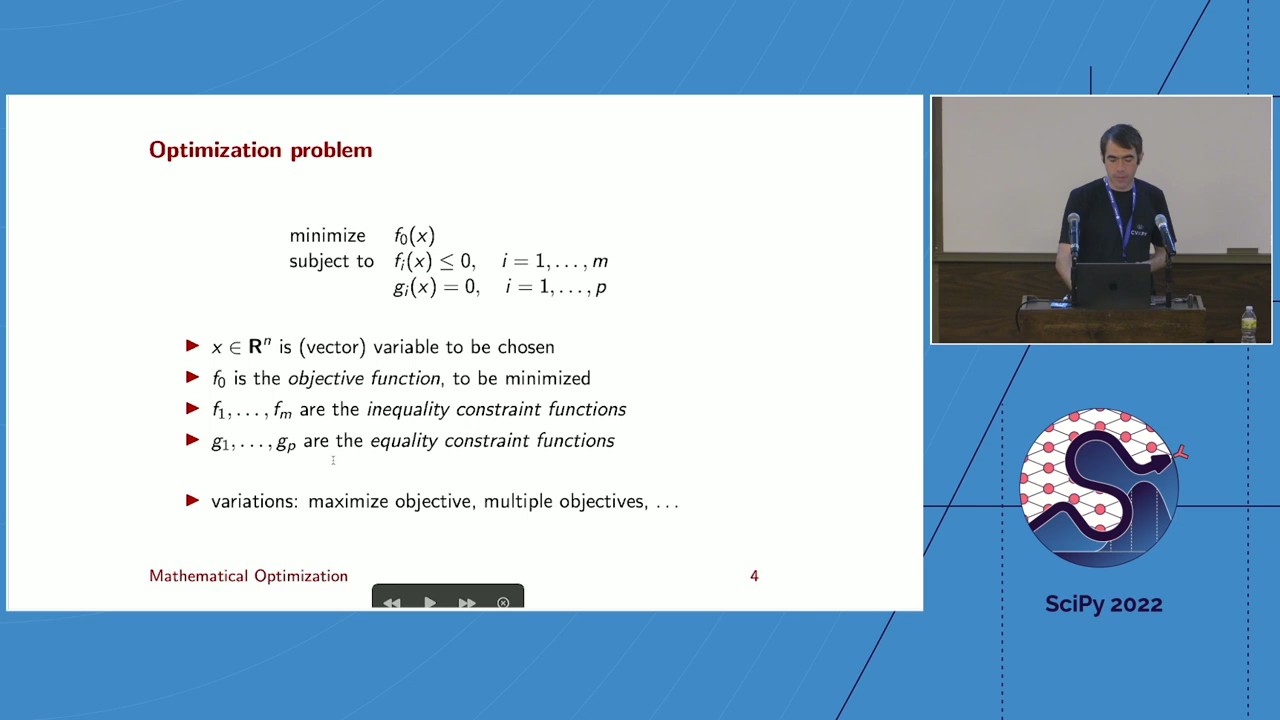 Optimization problem
minimize f₀(x)
subject to fᵢ(x) ≤ 0, i = 1, . . . , m
gᵢ(x) = 0, i = 1, . . . , p
▶ x ∈ Rⁿ is (vector) variable to be chosen
▶ f₀ is the objective function, to be minimized
▶ f₁, . . . , fₘ are the inequality constraint functions
▶ g₁, . . . , gₚ are the equality constraint functions
▶ variations: maximize objective, multiple objectives, . . .
Mathematical Optimization 4
CVXPY
SciPy 2022